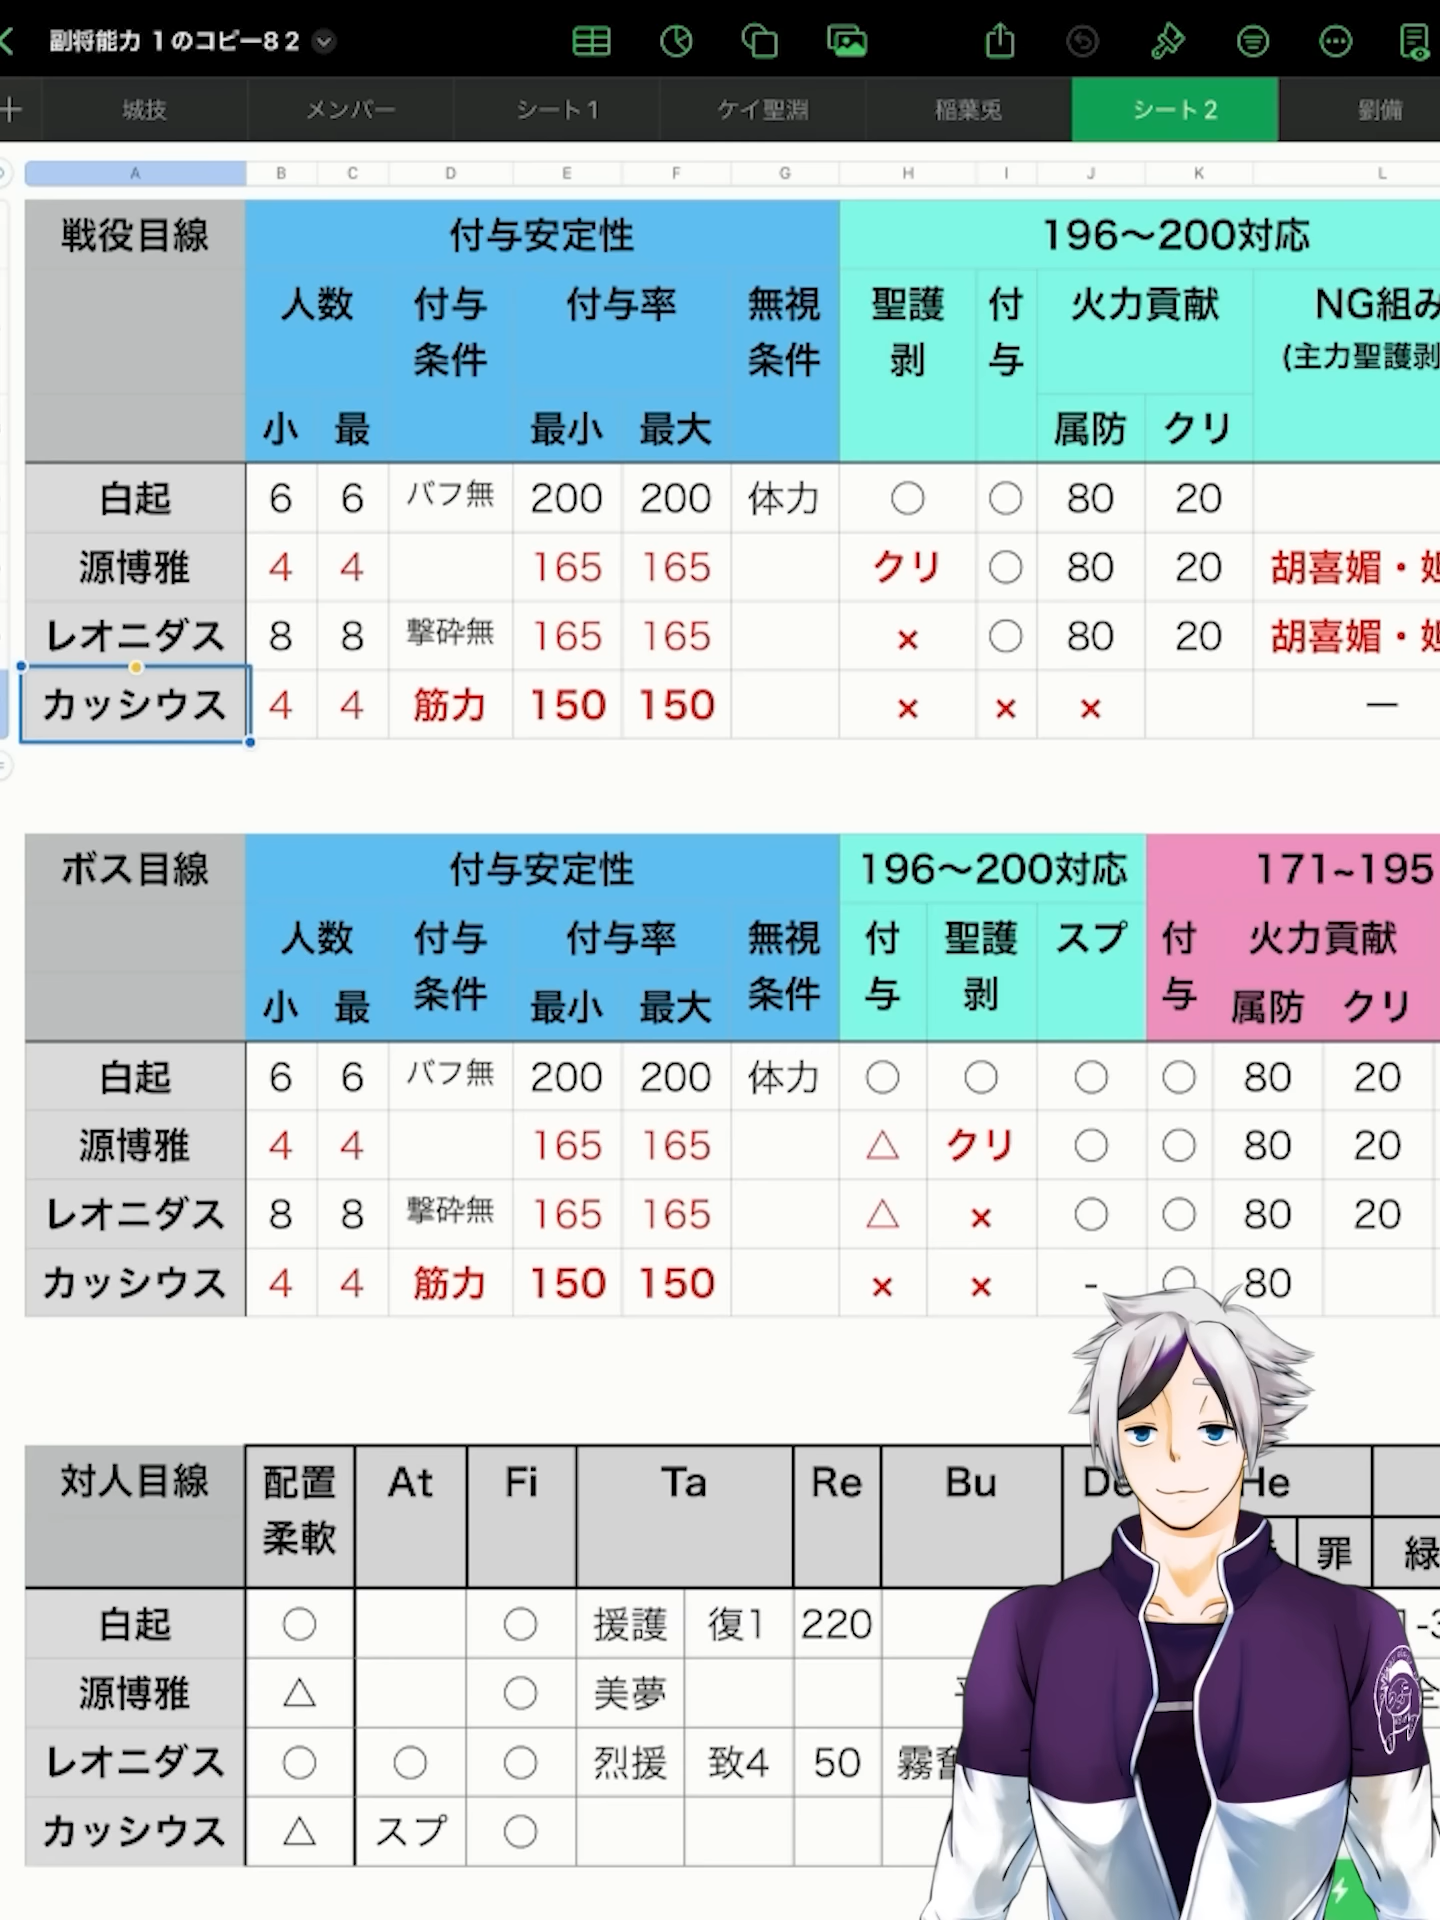 副将能力 1のコピー8 2
城技 メンバー シート1 ケイ聖淵 稲葉兎 シート2 劉備
A B C D E F G H I J K L
戦役目線 付与安定性 196〜200対応
人数 付与 付与率 無視 聖護 付 火力貢献 NG組み
条件 条件 剥 与 (主力聖護剥
小 最 最小 最大 属防 クリ
白起 6 6 バフ無 200 200 体力 ○ ○ 80 20
源博雅 4 4 165 165 クリ ○ 80 20 胡喜媚・妲
レオニダス 8 8 撃砕無 165 165 × ○ 80 20 胡喜媚・妲
カッシウス 4 4 筋力 150 150 × × × ー
ボス目線 付与安定性 196〜200対応 171~195
人数 付与 付与率 無視 付 聖護 スプ 付 火力貢献
小 最 条件 最小 最大 条件 与 剥 与 属防 クリ
白起 6 6 バフ無 200 200 体力 ○ ○ ○ ○ 80 20
源博雅 4 4 165 165 △ クリ ○ ○ 80 20
レオニダス 8 8 撃砕無 165 165 △ × ○ ○ 80 20
カッシウス 4 4 筋力 150 150 × × - ○ 80
対人目線 配置 At Fi Ta Re Bu De He
柔軟 罪 緑
白起 ○ ○ 援護 復1 220
源博雅 △ ○ 美夢
レオニダス ○ ○ ○ 烈援 致4 50 霧奮
カッシウス △ スプ ○